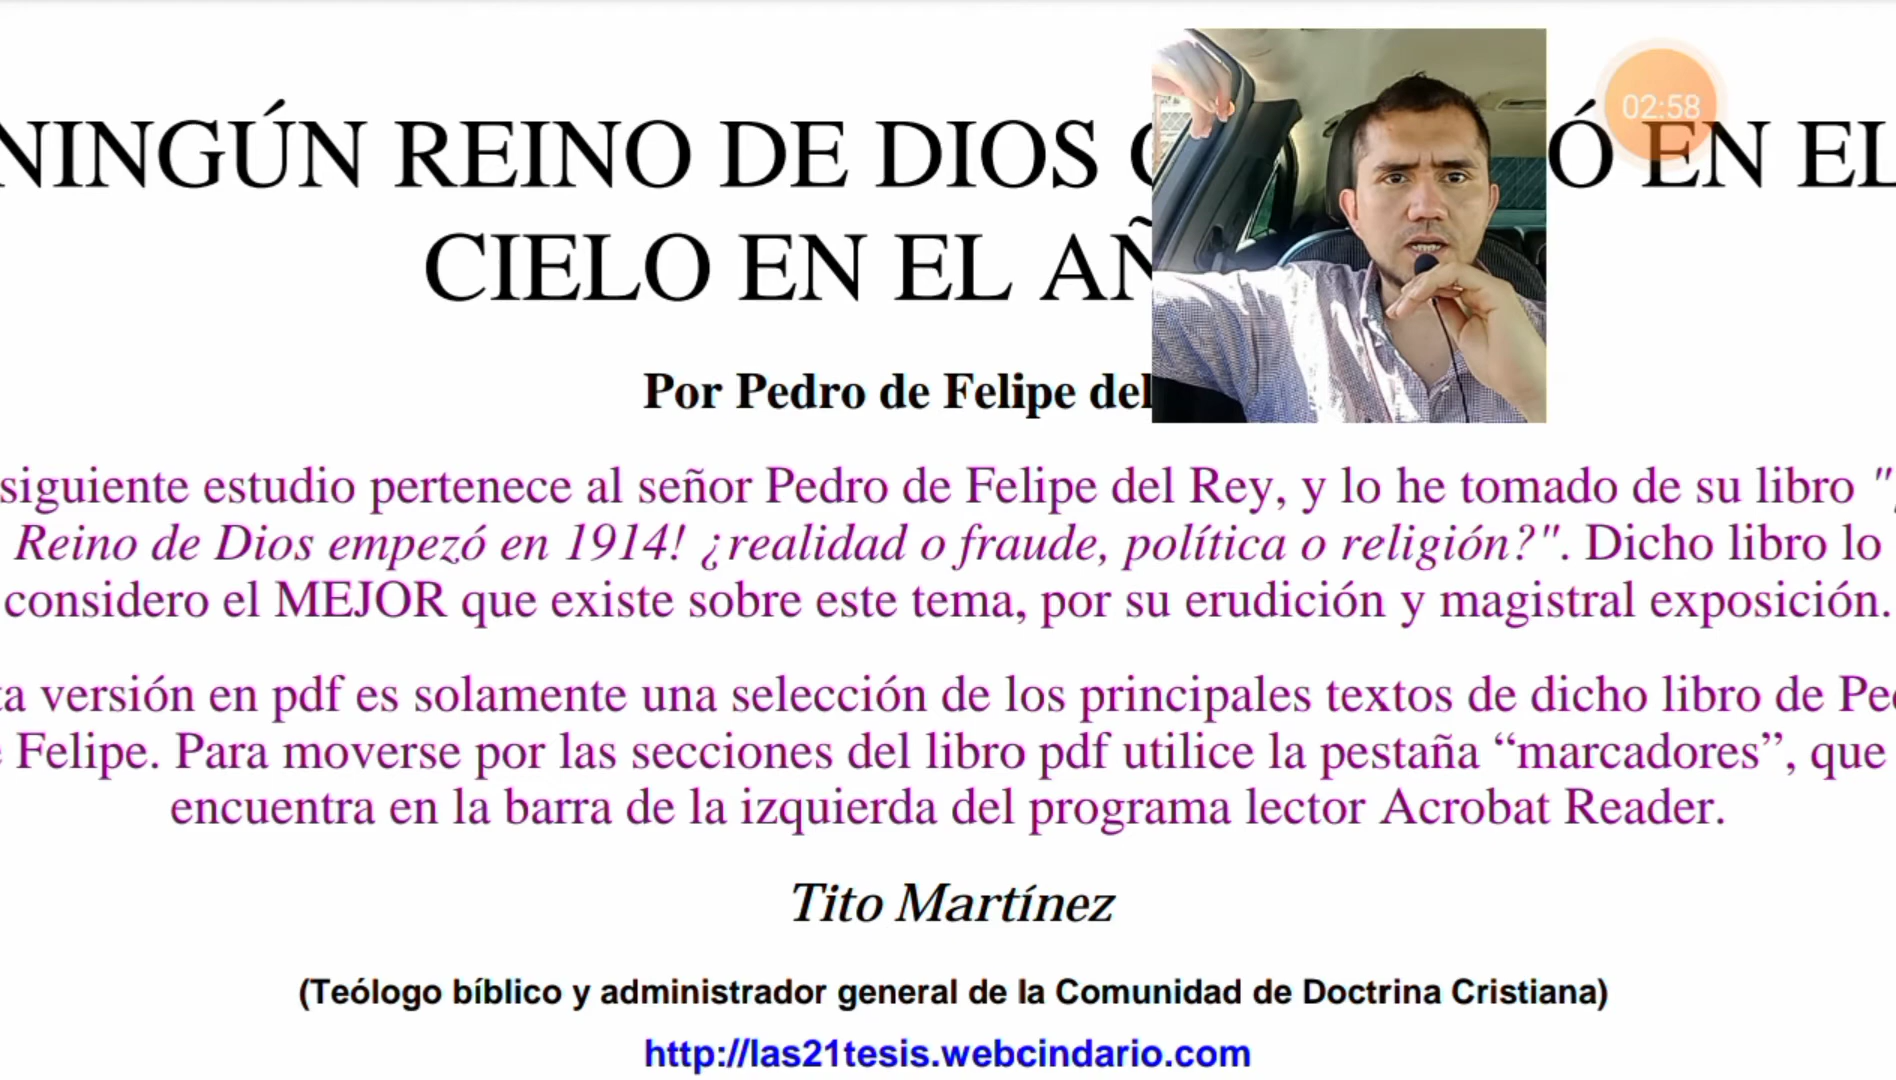 NINGÚN REINO DE DIOS Ó EN EL
CIELO EN EL
02:58
Por Pedro de Felipe del
siguiente estudio pertenece al señor Pedro de Felipe del Rey, y lo he tomado de su libro "
Reino de Dios empezó en 1914! ¿realidad o fraude, política o religión?". Dicho libro lo
considero el MEJOR que existe sobre este tema, por su erudición y magistral exposición.
versión en pdf es solamente una selección de los principales textos de dicho libro de
Felipe. Para moverse por las secciones del libro pdf utilice la pestaña “marcadores”, que
encuentra en la barra de la izquierda del programa lector Acrobat Reader.
Tito Martínez
(Teólogo bíblico y administrador general de la Comunidad de Doctrina Cristiana)
http://las21tesis.webcindario.com